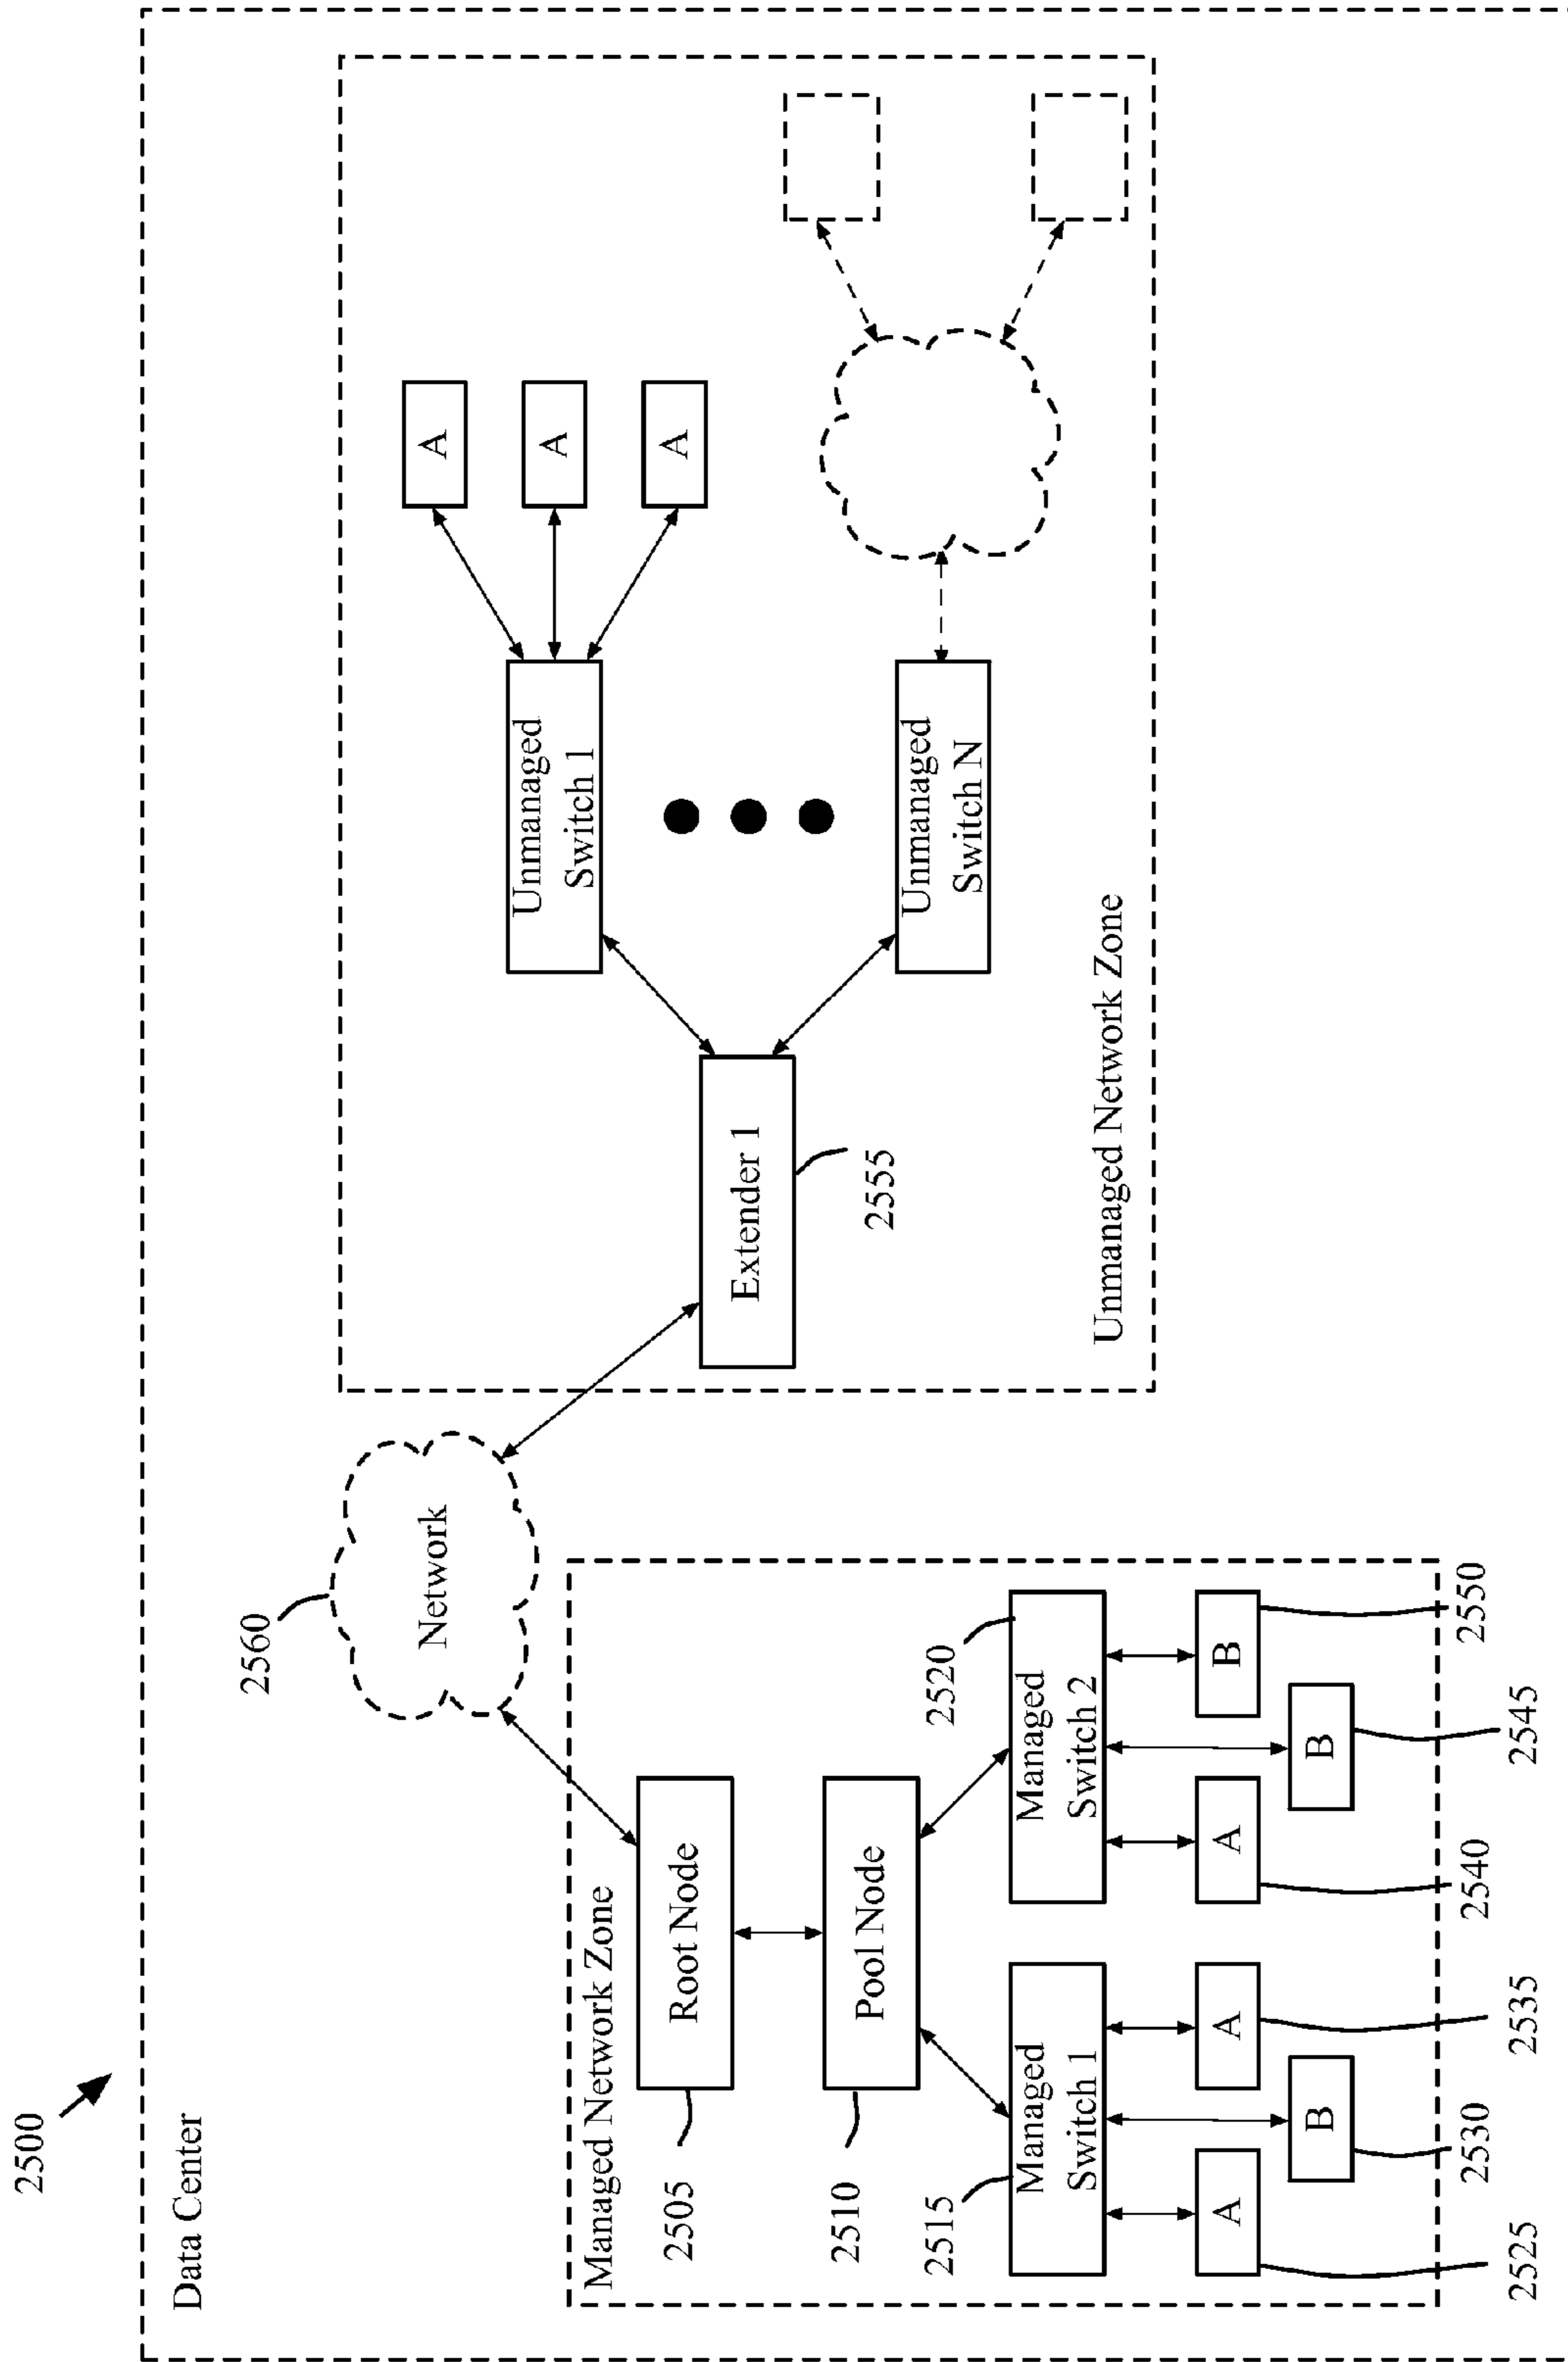 2500
Data Center
2560
Network
Managed Network Zone
Root Node
2505
Pool Node
2510
2515
Managed
Switch 1
2520
Managed
Switch 2
A
B
A
A
B
B
2525
2530
2535
2540
2545
2550
Extender 1
2555
Unmanaged
Switch 1
A
A
A
Unmanaged
Switch N
Unmanaged Network Zone